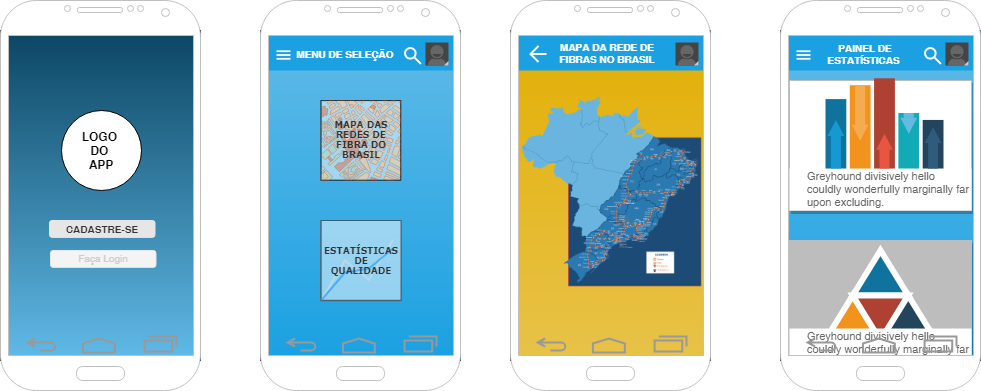 LOGO
DO
APP
CADASTRE-SE
Faça Login
MENU DE SELEÇÃO
MAPA DAS
REDES DE
FIBRA DO
BRASIL
ESTATÍSTICAS
DE
QUALIDADE
MAPA DA REDE DE
FIBRAS NO BRASIL
PAINEL DE
ESTATÍSTICAS
Greyhound divisively hello
couldly wonderfully marginally far
upon excluding.
Greyhound divisively hello
couldly wonderfully marginally far